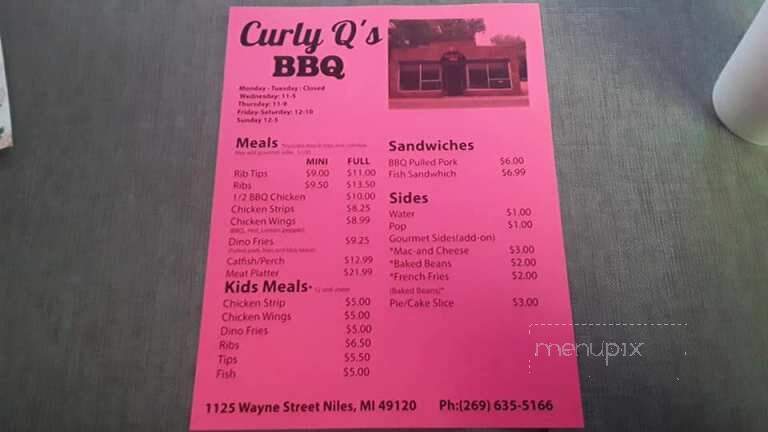 Curly Q's
BBQ
Monday - Tuesday : Closed
Wednesday: 11-5
Thursday: 11-8
Friday-Saturday: 12-10
Sunday 12-5
Meals
MINI FULL
Rib Tips $9.00 $11.00
Ribs $9.50 $13.50
1/2 BBQ Chicken $10.00
Chicken Strips $8.25
Chicken Wings $8.99
(BBQ, Hot, Lemon pepper)
Dino Fries $9.25
Catfish/Perch $12.99
Meat Platter $21.99
Kids Meals*
Chicken Strip $5.00
Chicken Wings $5.00
Dino Fries $5.00
Ribs $6.50
Tips $5.50
Fish $5.00
Sandwiches
BBQ Pulled Pork $6.00
Fish Sandwhich $6.99
Sides
Water $1.00
Pop $1.00
Gourmet Sides(add-on)
*Mac-and Cheese $3.00
*Baked Beans $2.00
*French Fries $2.00
(Baked Beans)*
Pie/Cake Slice $3.00
menupix
1125 Wayne Street Niles, MI 49120 Ph:(269) 635-5166